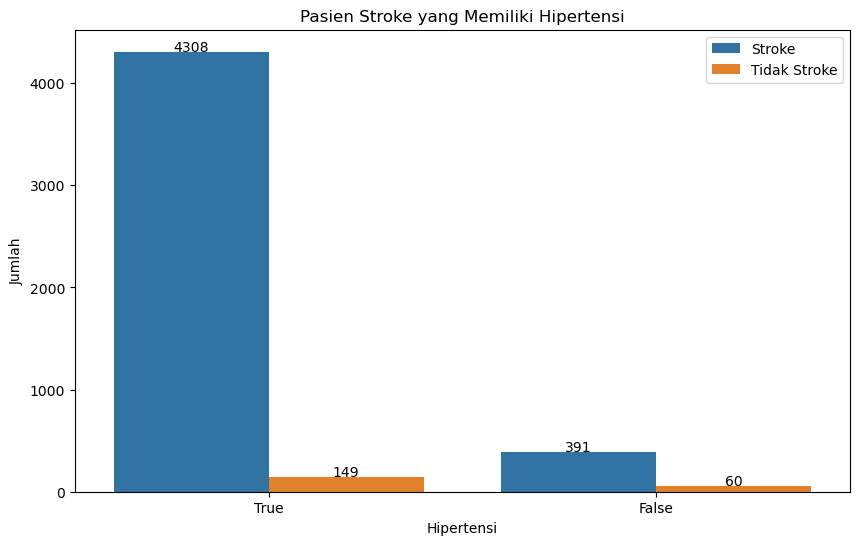 Pasien Stroke yang Memiliki Hipertensi
Stroke
Tidak Stroke
4308
149
391
60
Jumlah
4000
3000
2000
1000
0
True
False
Hipertensi